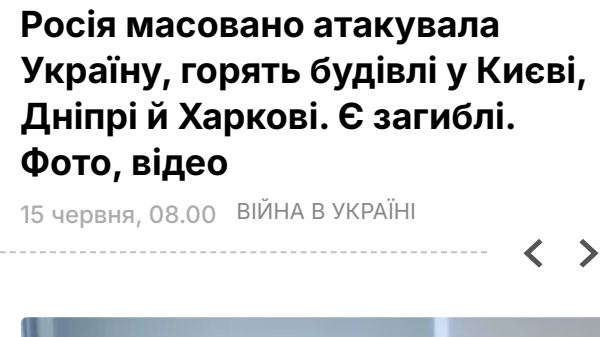 Росія масовано атакувала
Україну, горять будівлі у Києві,
Дніпрі й Харкові. Є загиблі.
Фото, відео
15 червня, 08.00 ВІЙНА В УКРАЇНІ